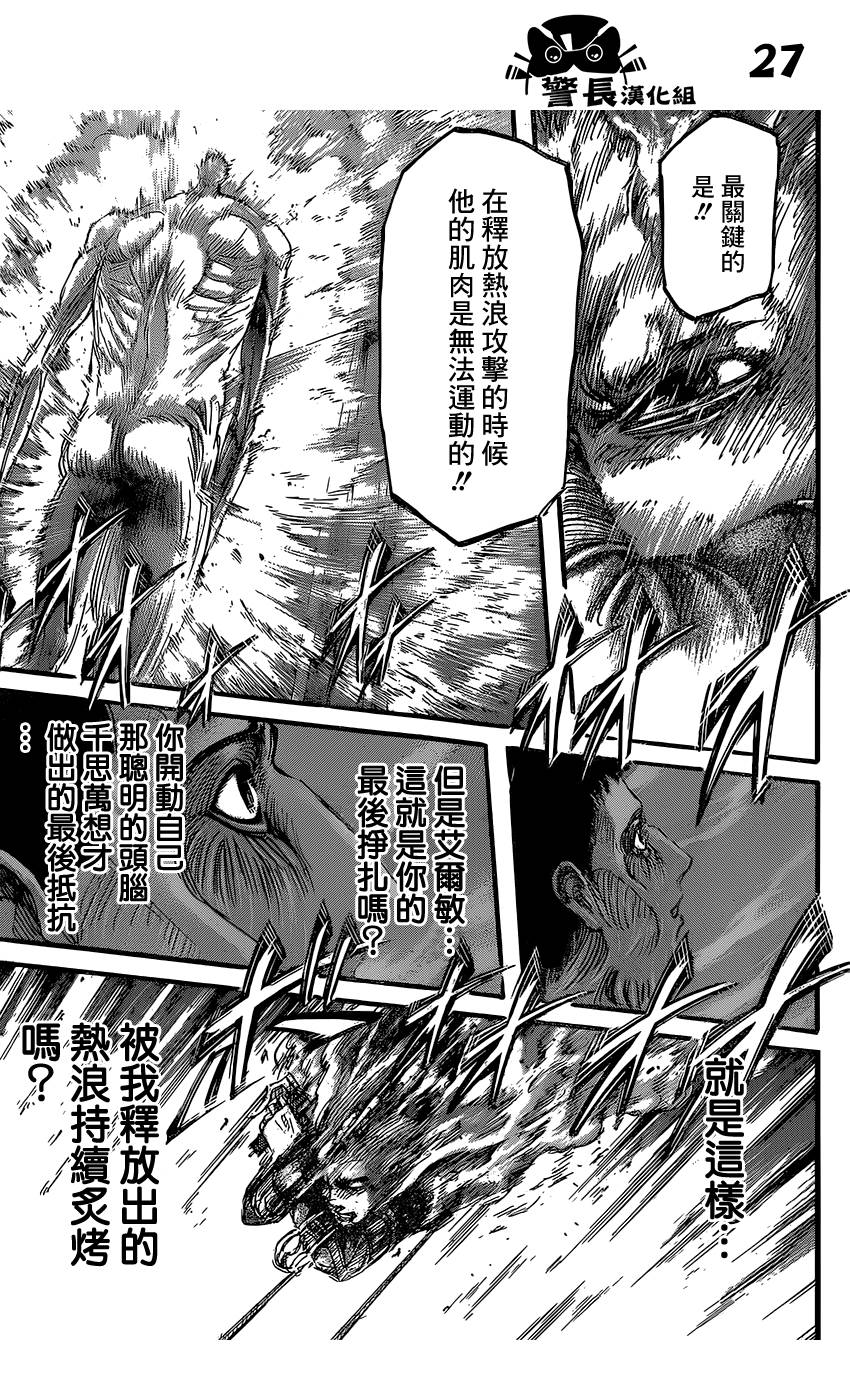 警長漢化組
27
最關鍵的
是!!
在釋放熱浪攻擊的時候
他的肌肉是無法運動的!!
但是艾爾敏…
這就是你的
最後掙扎嗎？
你開動自己
那聰明的頭腦
千思萬想才
做出的最後抵抗
…
就是這樣…
被我釋放出的
熱浪持續炙烤
嗎？